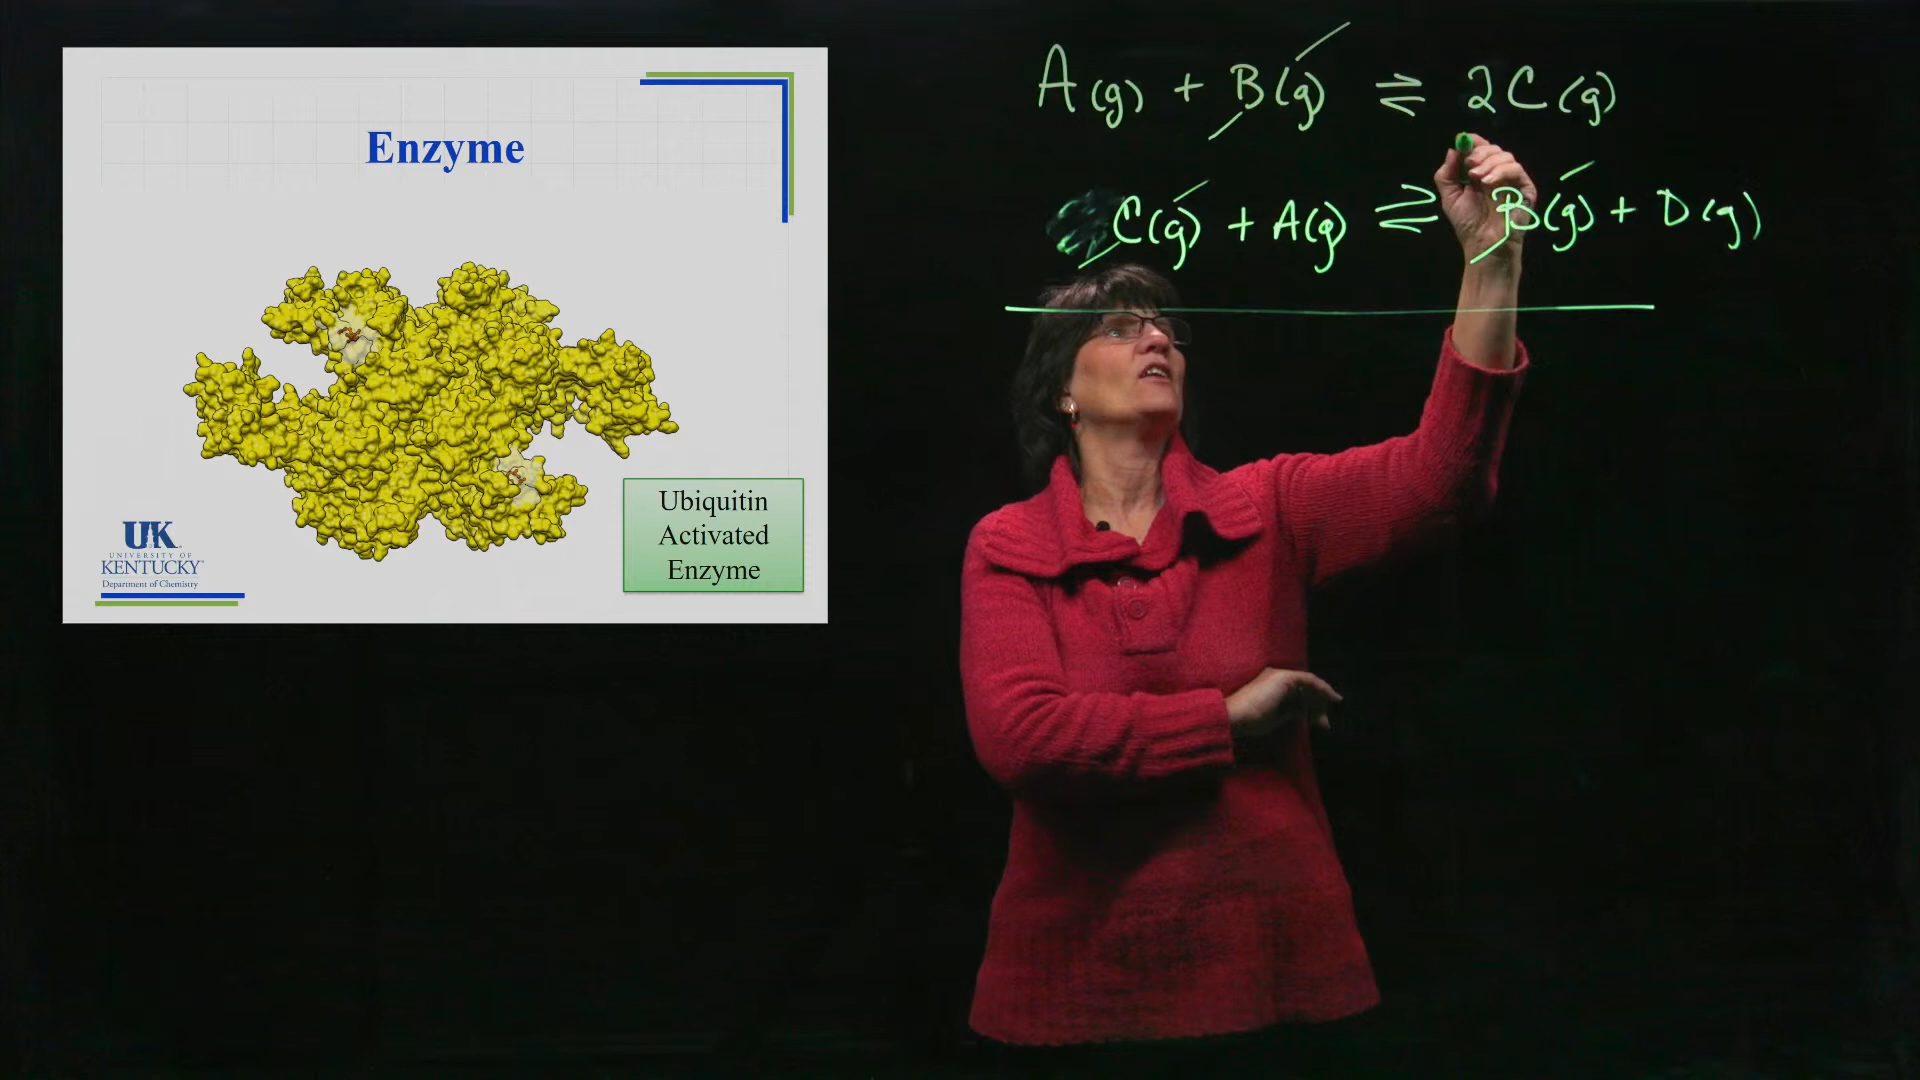 Enzyme
Ubiquitin
Activated
Enzyme
UK
UNIVERSITY OF
KENTUCKY
Department of Chemistry
A(g) + B(g) ⇌ 2C(g)
C(g) + A(g) ⇌ B(g) + D(g)